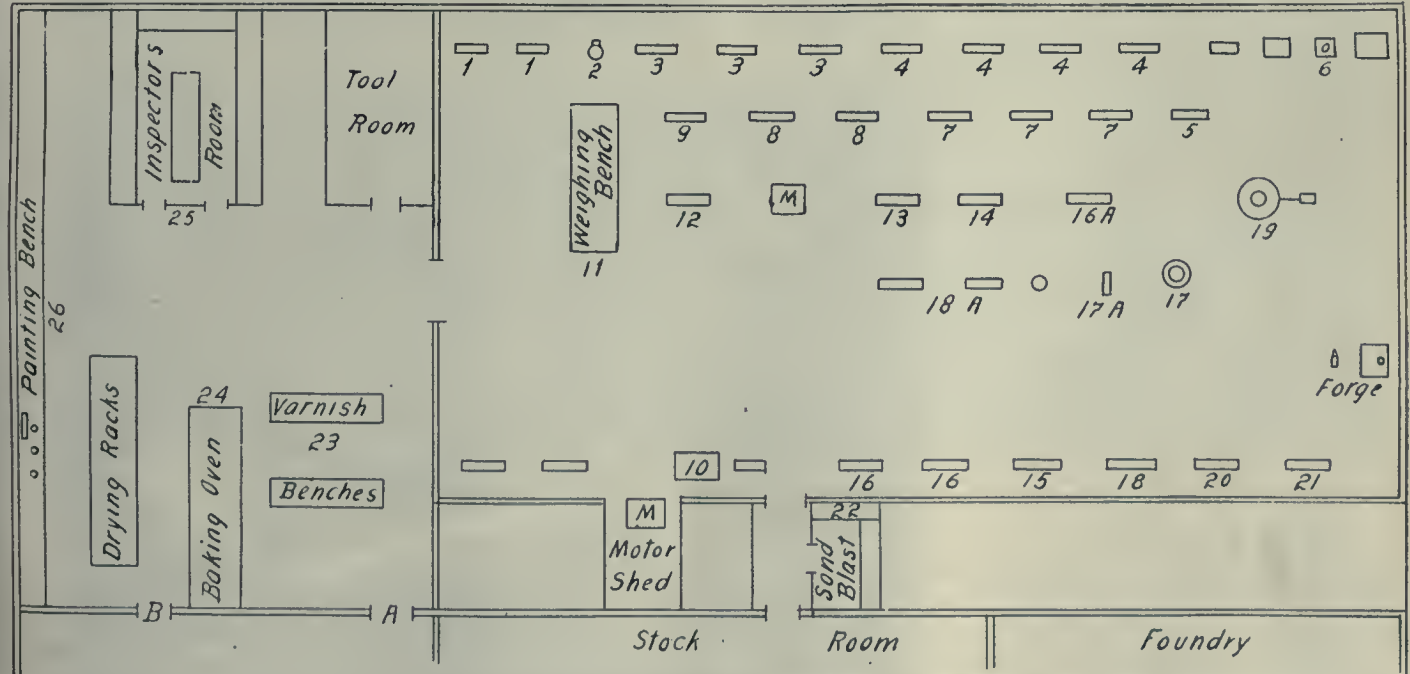 Inspectors
Room
Tool
Room
1 1 2 3 3 3 4 4 4 4 6
Weighing
Bench
9 8 8 7 7 7 5
12 M 13 14 16A 19
25
11
18 A 17A 17
Painting Bench
26
Forge
Drying Racks
24
Baking Oven
Varnish
23
Benches
10 16 16 15 18 20 21
M
Motor
Shed
22
Sand
Blast
B A
Stock Room Foundry